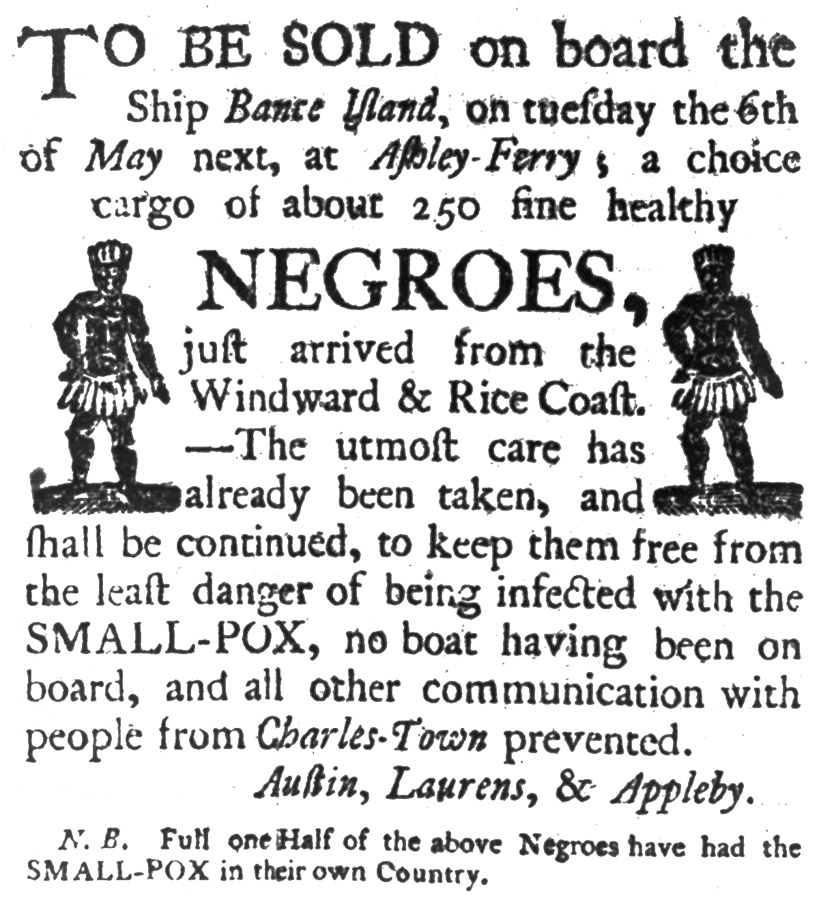 TO BE SOLD on board the
Ship Bance Iſland, on tueſday the 6th
of May next, at Aſhley-Ferry ; a choice
cargo of about 250 fine healthy
NEGROES,
juſt arrived from the
Windward & Rice Coaſt.
—The utmoſt care has
already been taken, and
ſhall be continued, to keep them free from
the leaſt danger of being infected with the
SMALL-POX, no boat having been on
board, and all other communication with
people from Charles-Town prevented.
Auſtin, Laurens, & Appleby.
N. B. Full one Half of the above Negroes have had the
SMALL-POX in their own Country.